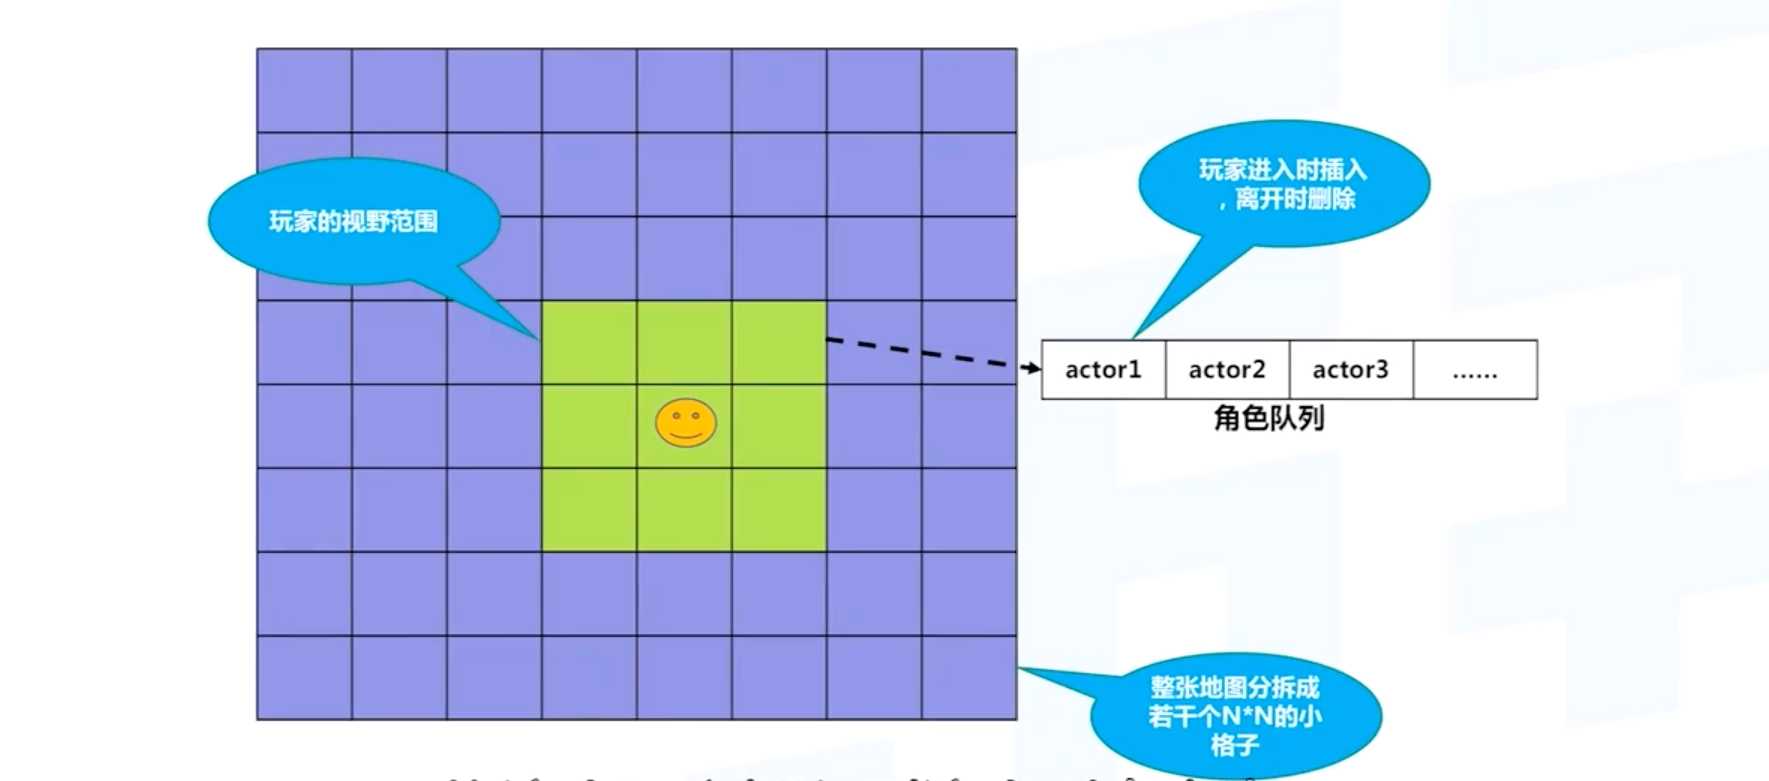 玩家的视野范围
玩家进入时插入
，离开时删除
actor1 actor2 actor3 ......
角色队列
整张地图分拆成
若干个N*N的小
格子